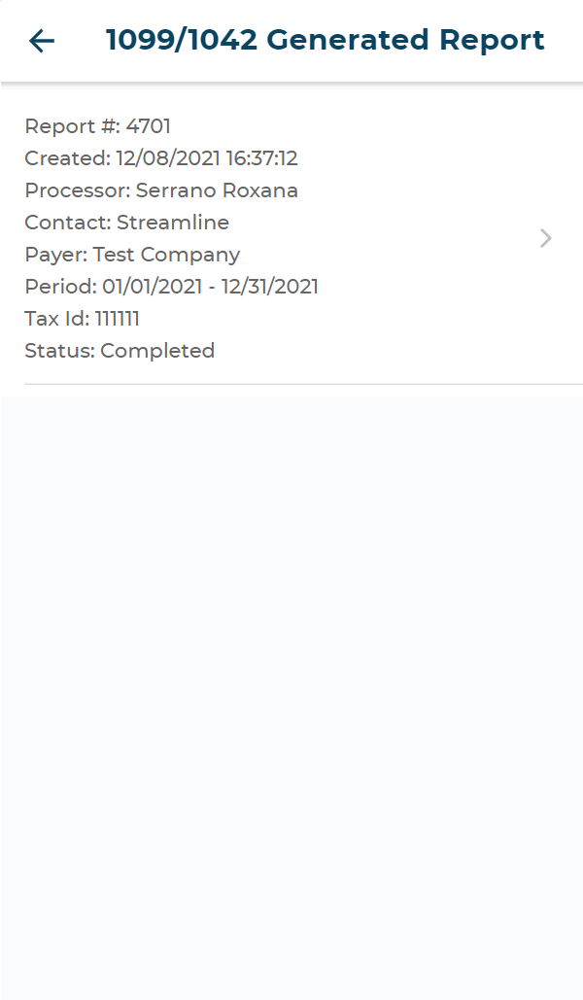 1099/1042 Generated Report
Report #: 4701
Created: 12/08/2021 16:37:12
Processor: Serrano Roxana
Contact: Streamline
Payer: Test Company
Period: 01/01/2021 - 12/31/2021
Tax Id: 111111
Status: Completed